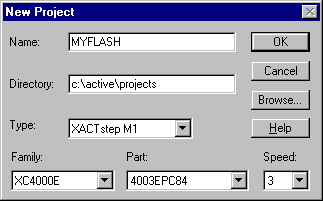 New Project
Name: MYFLASH OK
Cancel
Directory: c:\active\projects Browse...
Type: XACTstep M1 Help
Family: Part: Speed:
XC4000E 4003EPC84 3